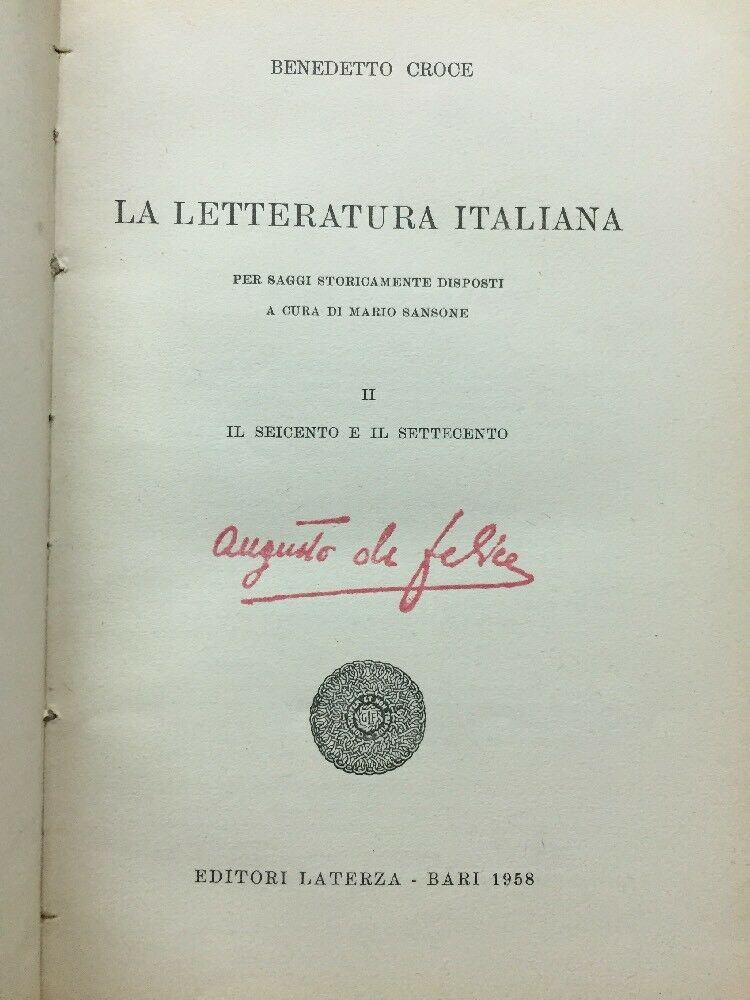 BENEDETTO CROCE
LA LETTERATURA ITALIANA
PER SAGGI STORICAMENTE DISPOSTI
A CURA DI MARIO SANSONE
II
IL SEICENTO E IL SETTECENTO
Augusto de felice
EDITORI LATERZA - BARI 1958